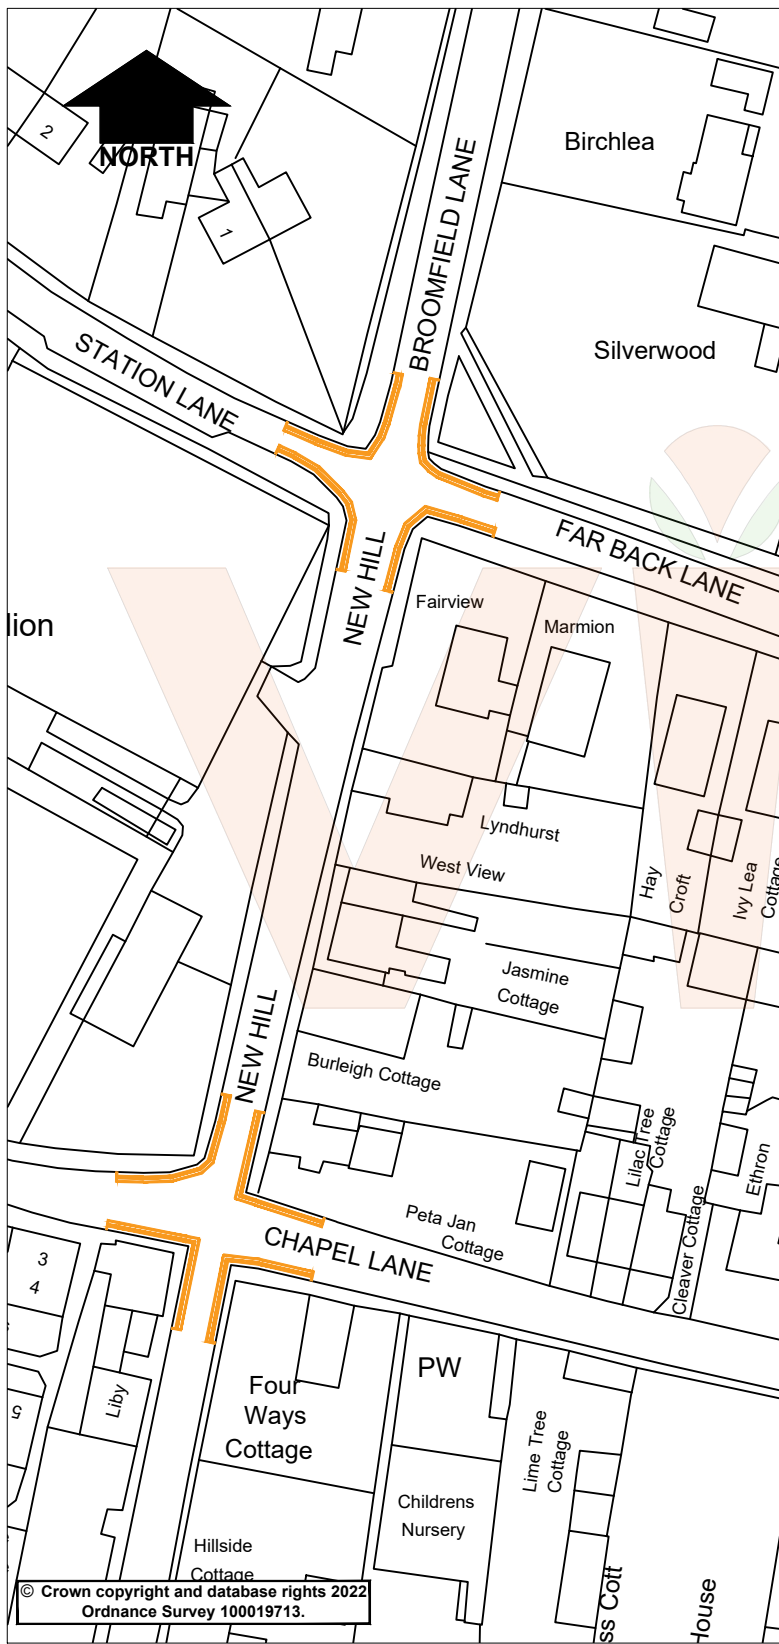 2
NORTH
1
BROOMFIELD LANE
Birchlea
Silverwood
STATION LANE
FAR BACK LANE
NEW HILL
lion
Fairview
Marmion
Lyndhurst
West View
Hay
Croft
Ivy Lea
Cottage
Jasmine
Cottage
NEW HILL
Burleigh Cottage
Lilac Tree
Cottage
Ethron
Peta Jan
Cottage
Cleaver Cottage
CHAPEL LANE
3
4
5
Liby
Four
Ways
Cottage
PW
Lime Tree
Cottage
Childrens
Nursery
Hillside
Cottage
ss Cott
House
© Crown copyright and database rights 2022
Ordnance Survey 100019713.